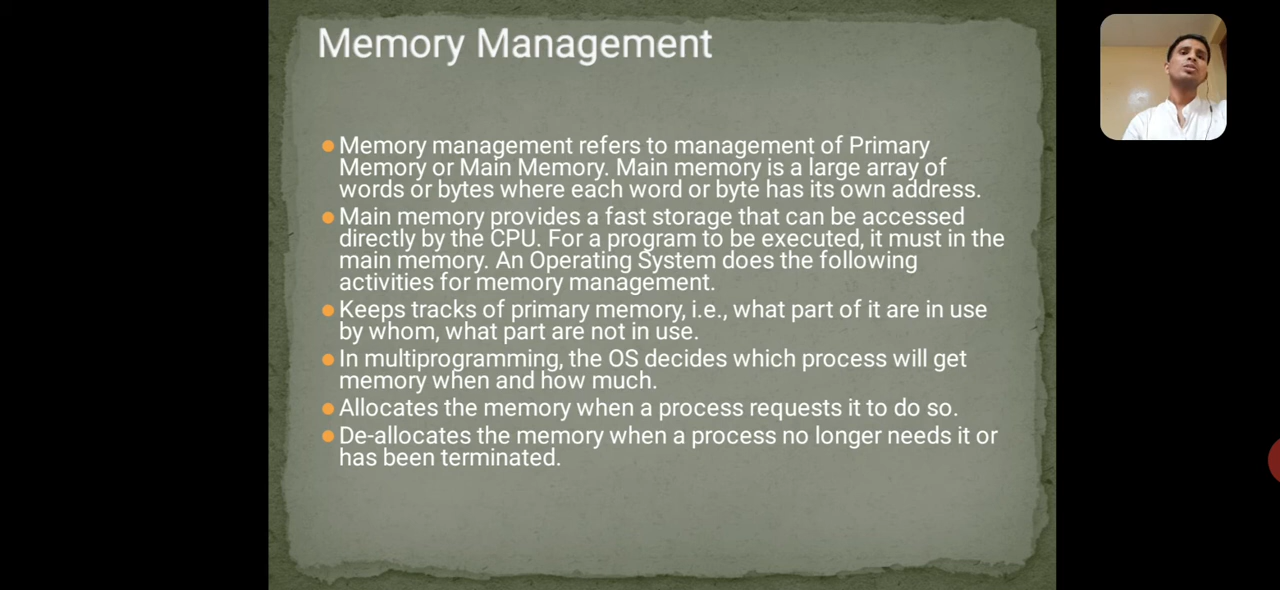 Memory Management
Memory management refers to management of Primary
Memory or Main Memory. Main memory is a large array of
words or bytes where each word or byte has its own address.
Main memory provides a fast storage that can be accessed
directly by the CPU. For a program to be executed, it must in the
main memory. An Operating System does the following
activities for memory management.
Keeps tracks of primary memory, i.e., what part of it are in use
by whom, what part are not in use.
In multiprogramming, the OS decides which process will get
memory when and how much.
Allocates the memory when a process requests it to do so.
De-allocates the memory when a process no longer needs it or
has been terminated.